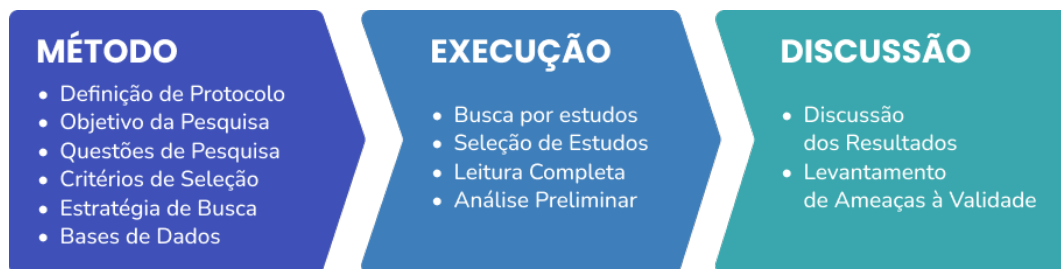 MÉTODO
• Definição de Protocolo
• Objetivo da Pesquisa
• Questões de Pesquisa
• Critérios de Seleção
• Estratégia de Busca
• Bases de Dados
EXECUÇÃO
• Busca por estudos
• Seleção de Estudos
• Leitura Completa
• Análise Preliminar
DISCUSSÃO
• Discussão
dos Resultados
• Levantamento
de Ameaças à Validade